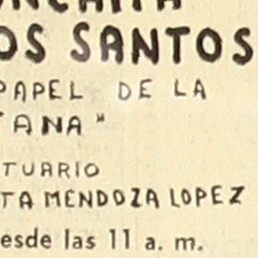 OS SANTOS
PAPEL DE LA
TANA"
TUARIO
TA MENDOZA LOPEZ
esde las 11 a. m.